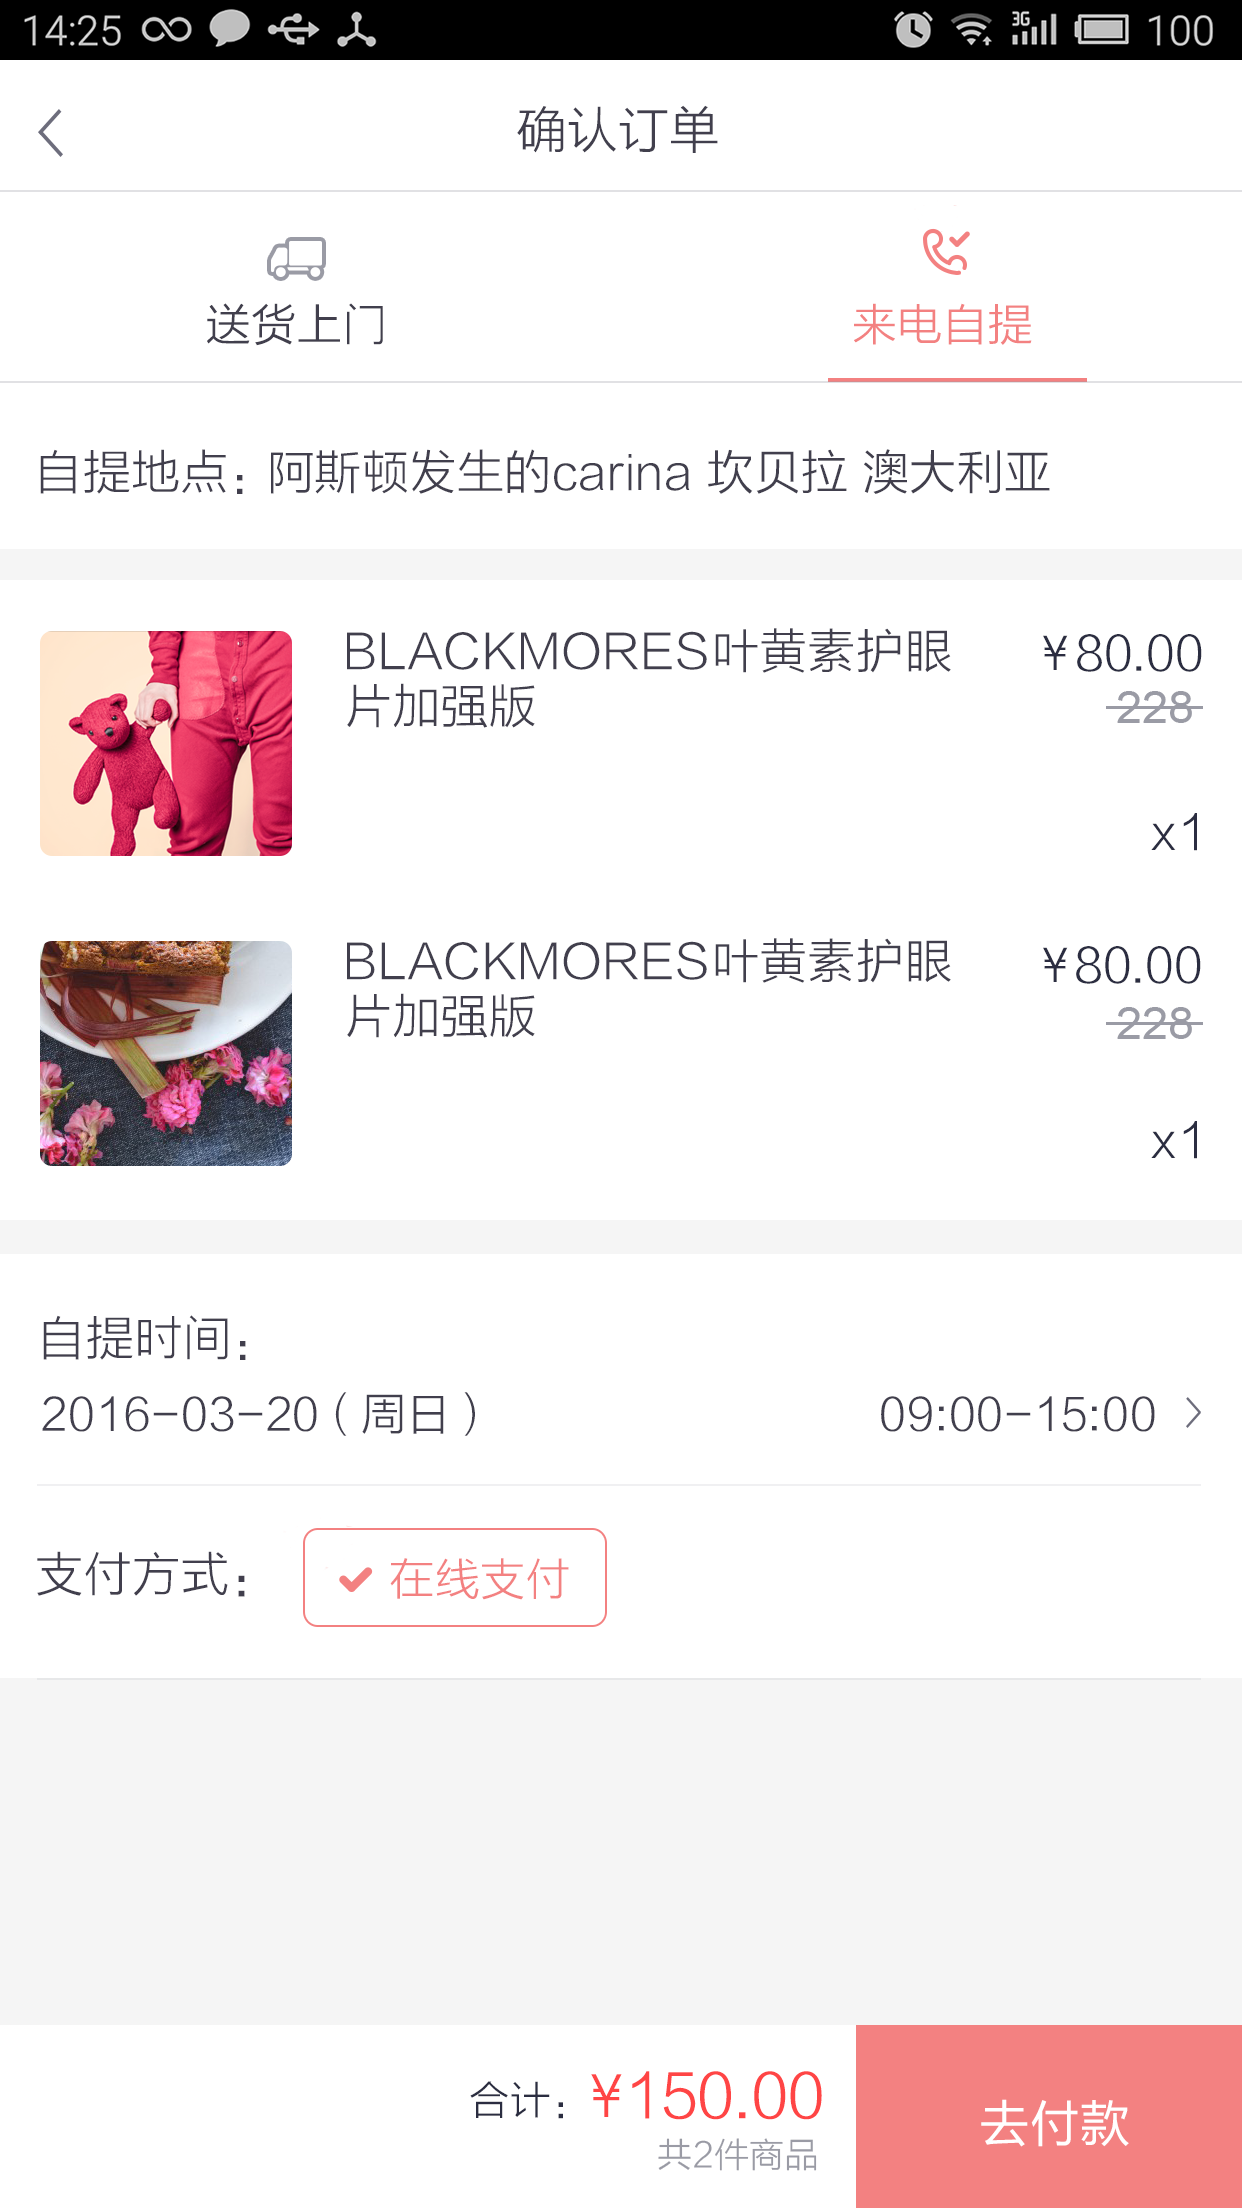 14:25 3G 100
确认订单
送货上门
来电自提
自提地点：阿斯顿发生的carina 坎贝拉 澳大利亚
BLACKMORES叶黄素护眼
片加强版
¥80.00
228
x1
BLACKMORES叶黄素护眼
片加强版
¥80.00
228
x1
自提时间：
2016-03-20（周日）
09:00-15:00
支付方式：
在线支付
合计：¥150.00
共2件商品
去付款